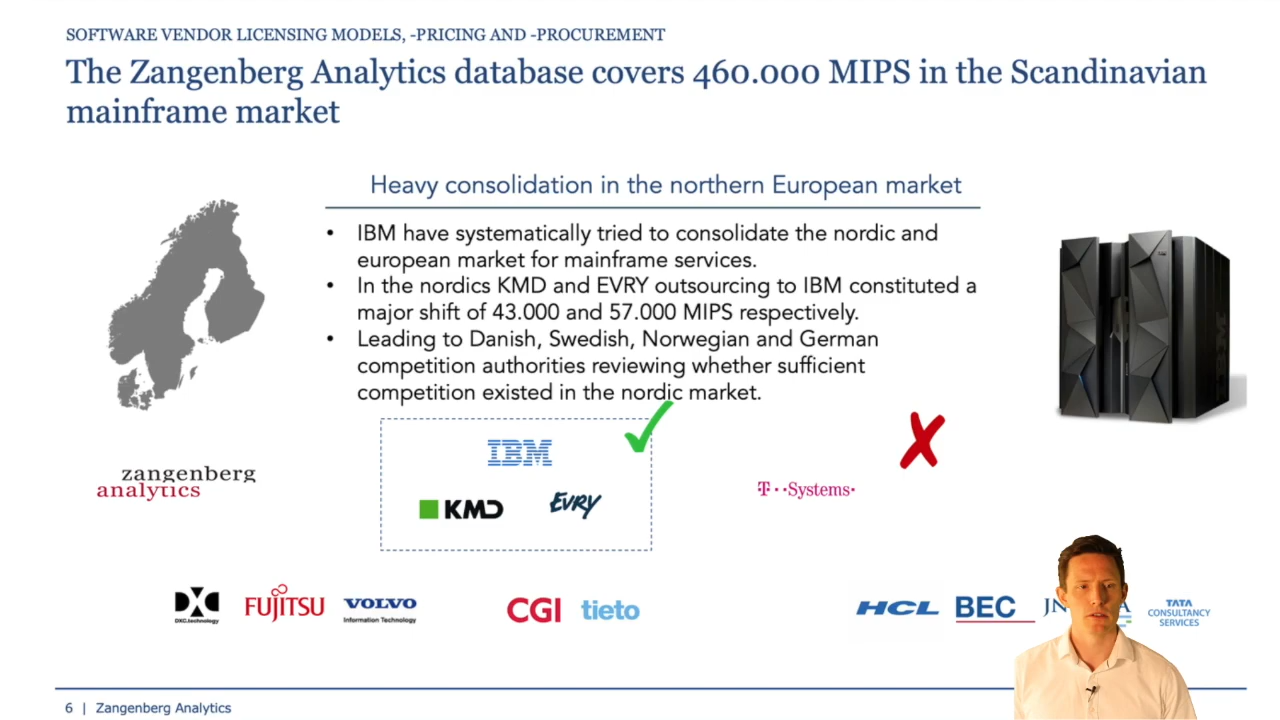 SOFTWARE VENDOR LICENSING MODELS, -PRICING AND -PROCUREMENT
The Zangenberg Analytics database covers 460.000 MIPS in the Scandinavian
mainframe market
Heavy consolidation in the northern European market
• IBM have systematically tried to consolidate the nordic and
european market for mainframe services.
• In the nordics KMD and EVRY outsourcing to IBM constituted a
major shift of 43.000 and 57.000 MIPS respectively.
• Leading to Danish, Swedish, Norwegian and German
competition authorities reviewing whether sufficient
competition existed in the nordic market.
zangenberg
analytics
IBM
KMD
EVRY
T··Systems·
DXC.technology
FUJITSU
VOLVO
Information Technology
CGI
tieto
HCL
BEC
TATA
CONSULTANCY
SERVICES
6 | Zangenberg Analytics